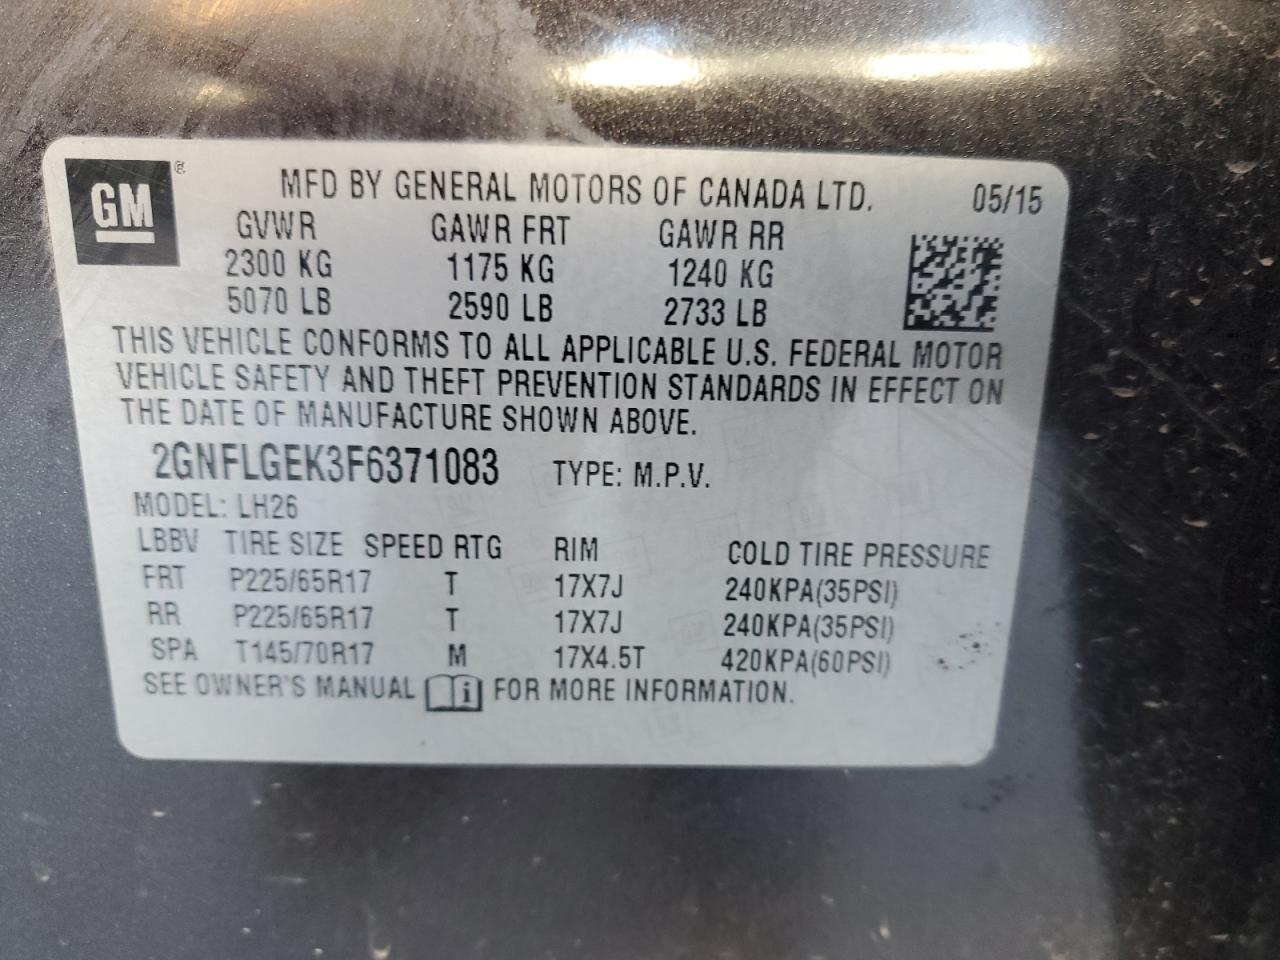 GM
MFD BY GENERAL MOTORS OF CANADA LTD. 05/15
GVWR GAWR FRT GAWR RR
2300 KG 1175 KG 1240 KG
5070 LB 2590 LB 2733 LB
THIS VEHICLE CONFORMS TO ALL APPLICABLE U.S. FEDERAL MOTOR
VEHICLE SAFETY AND THEFT PREVENTION STANDARDS IN EFFECT ON
THE DATE OF MANUFACTURE SHOWN ABOVE.
2GNFLGEK3F6371083 TYPE: M.P.V.
MODEL: LH26
LBBV TIRE SIZE SPEED RTG RIM COLD TIRE PRESSURE
FRT P225/65R17 T 17X7J 240KPA(35PSI)
RR P225/65R17 T 17X7J 240KPA(35PSI)
SPA T145/70R17 M 17X4.5T 420KPA(60PSI)
SEE OWNER'S MANUAL i FOR MORE INFORMATION.